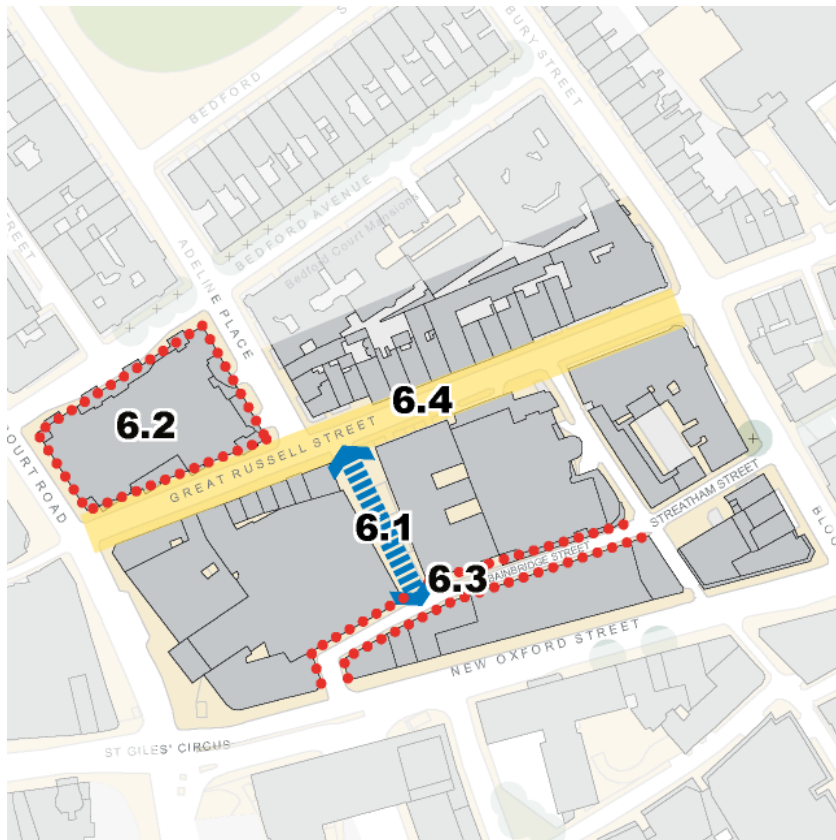 BEDFORD
BURY STREET
BEDFORD AVENUE
Bedford Court Mansions
ADELINE PLACE
6.4
6.2
GREAT RUSSELL STREET
COURT ROAD
6.1
STREATHAM STREET
BLOO
BAINBRIDGE STREET
6.3
NEW OXFORD STREET
ST GILES' CIRCUS